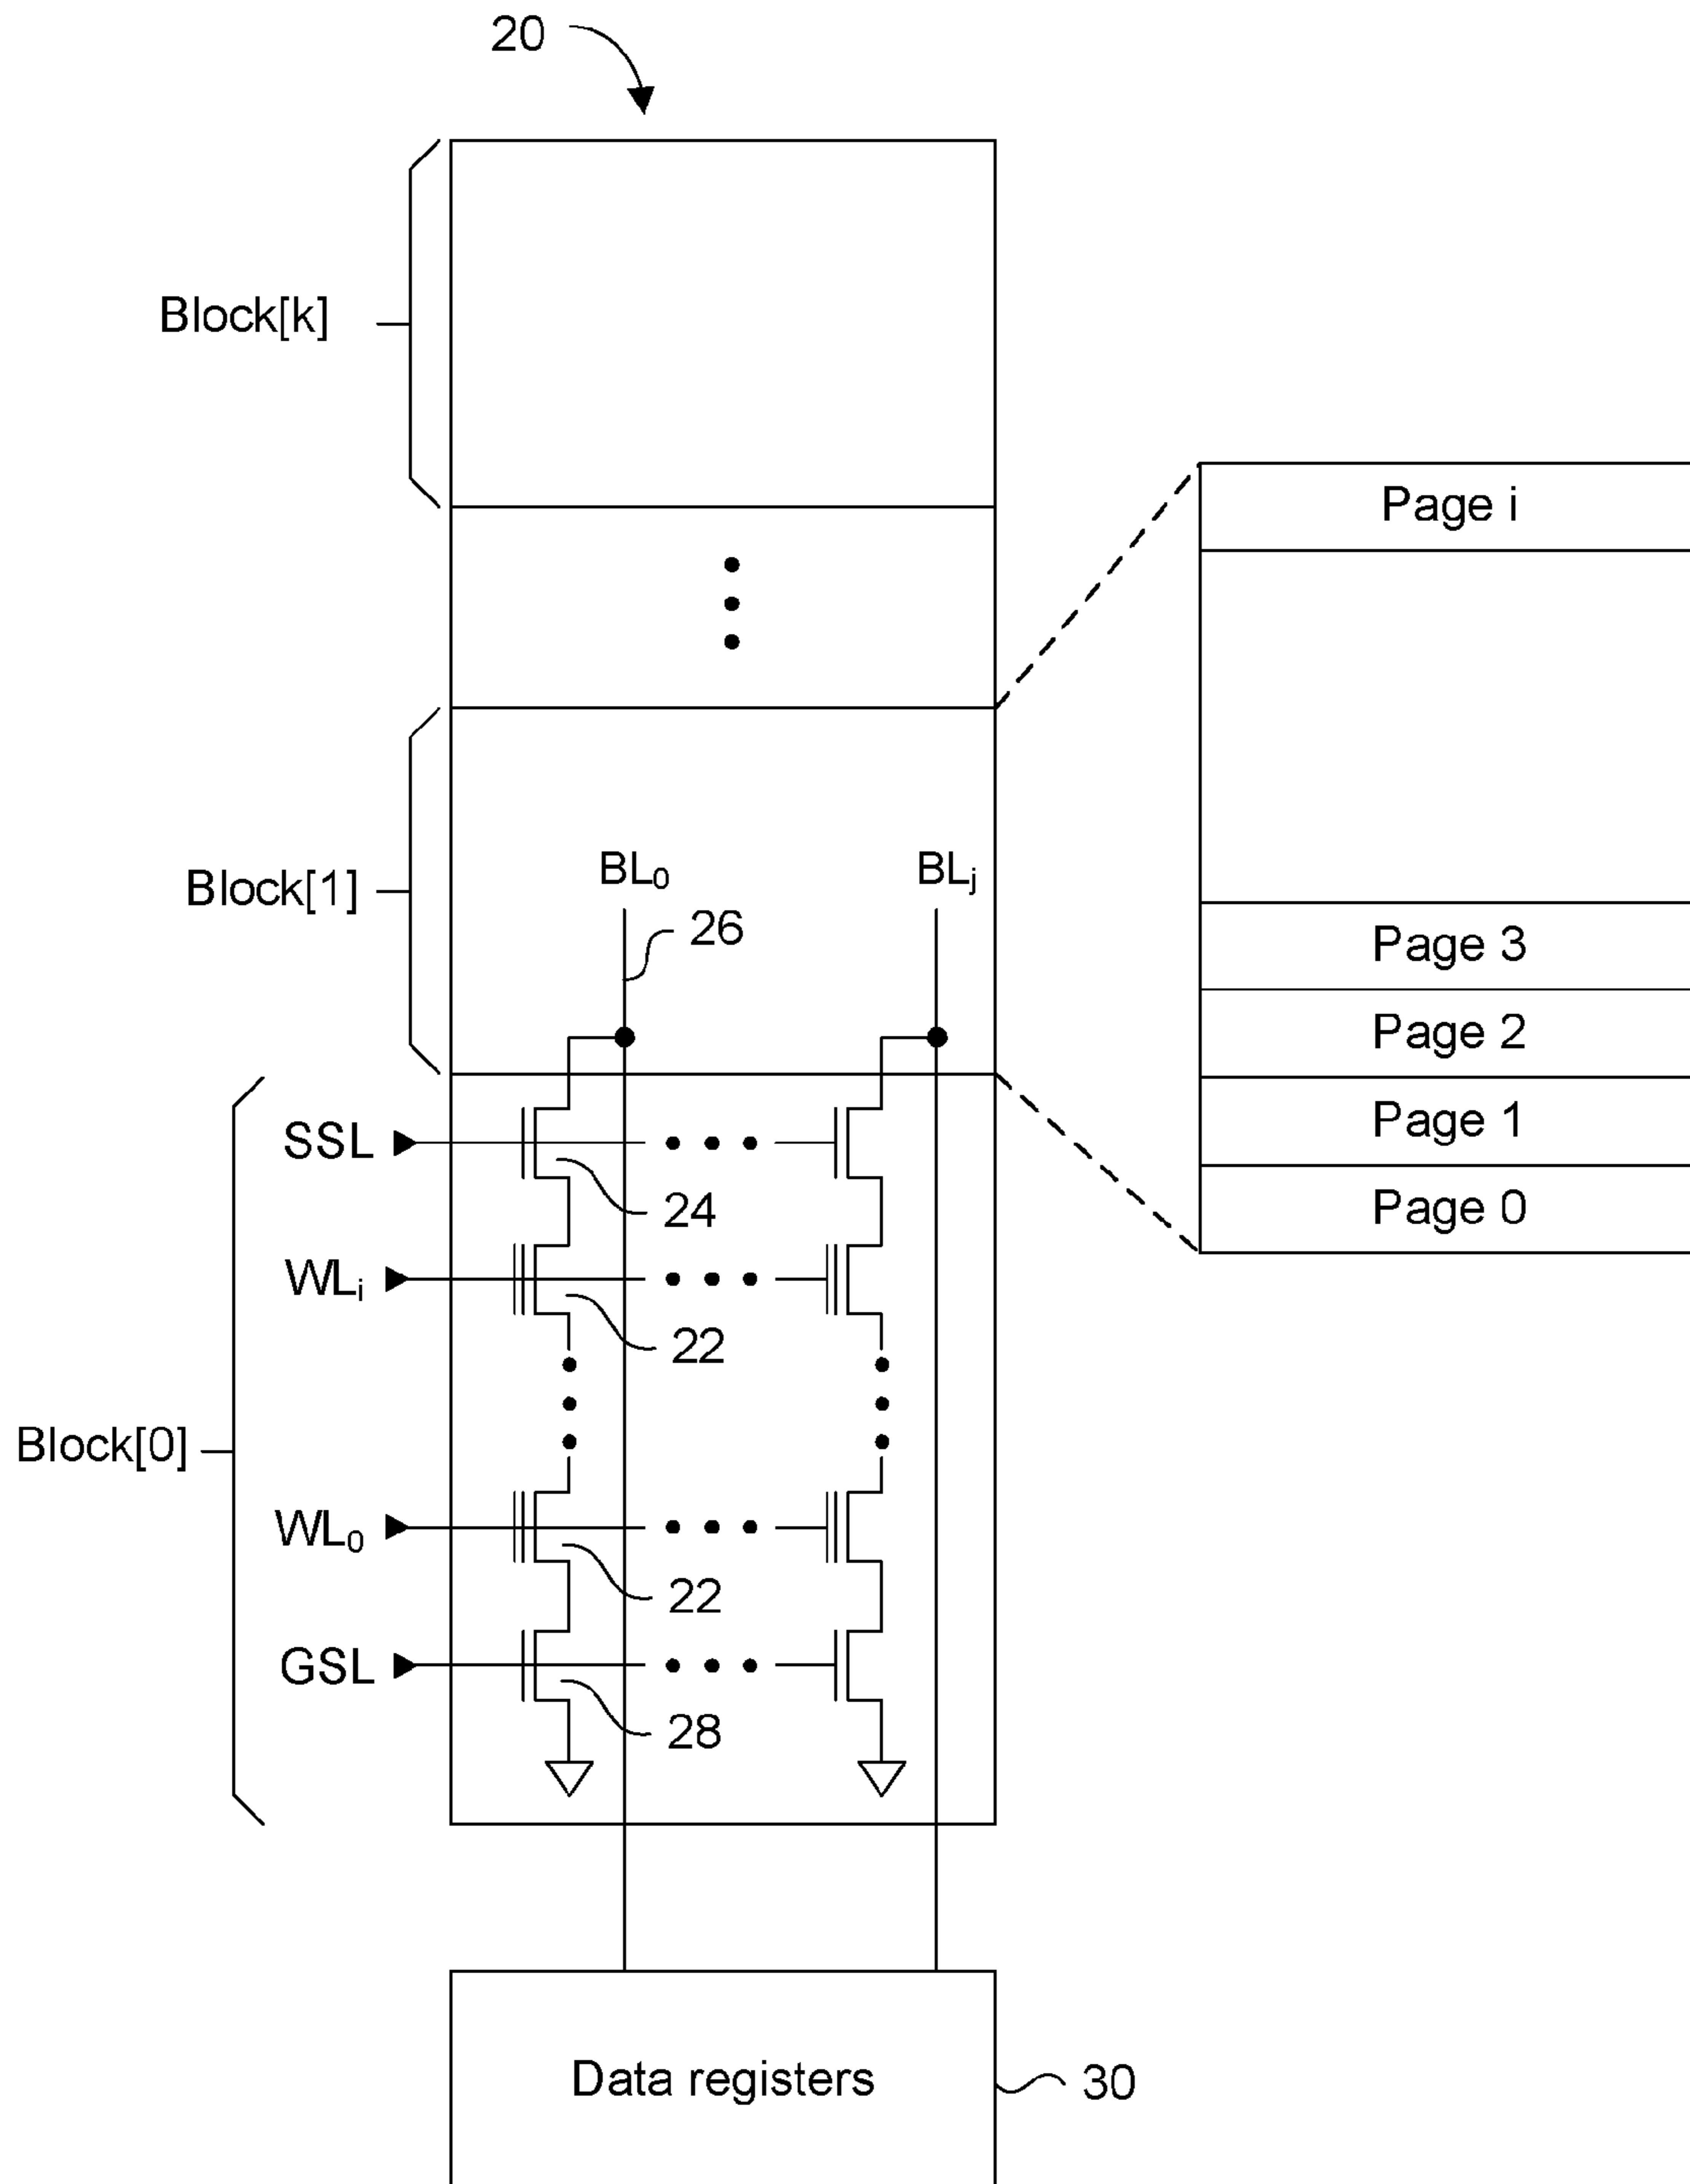 20
Block[k]
Page i
Block[1]
BL₀
BLⱼ
26
Page 3
Page 2
Page 1
Page 0
SSL
24
WLᵢ
22
Block[0]
WL₀
22
GSL
28
Data registers
30